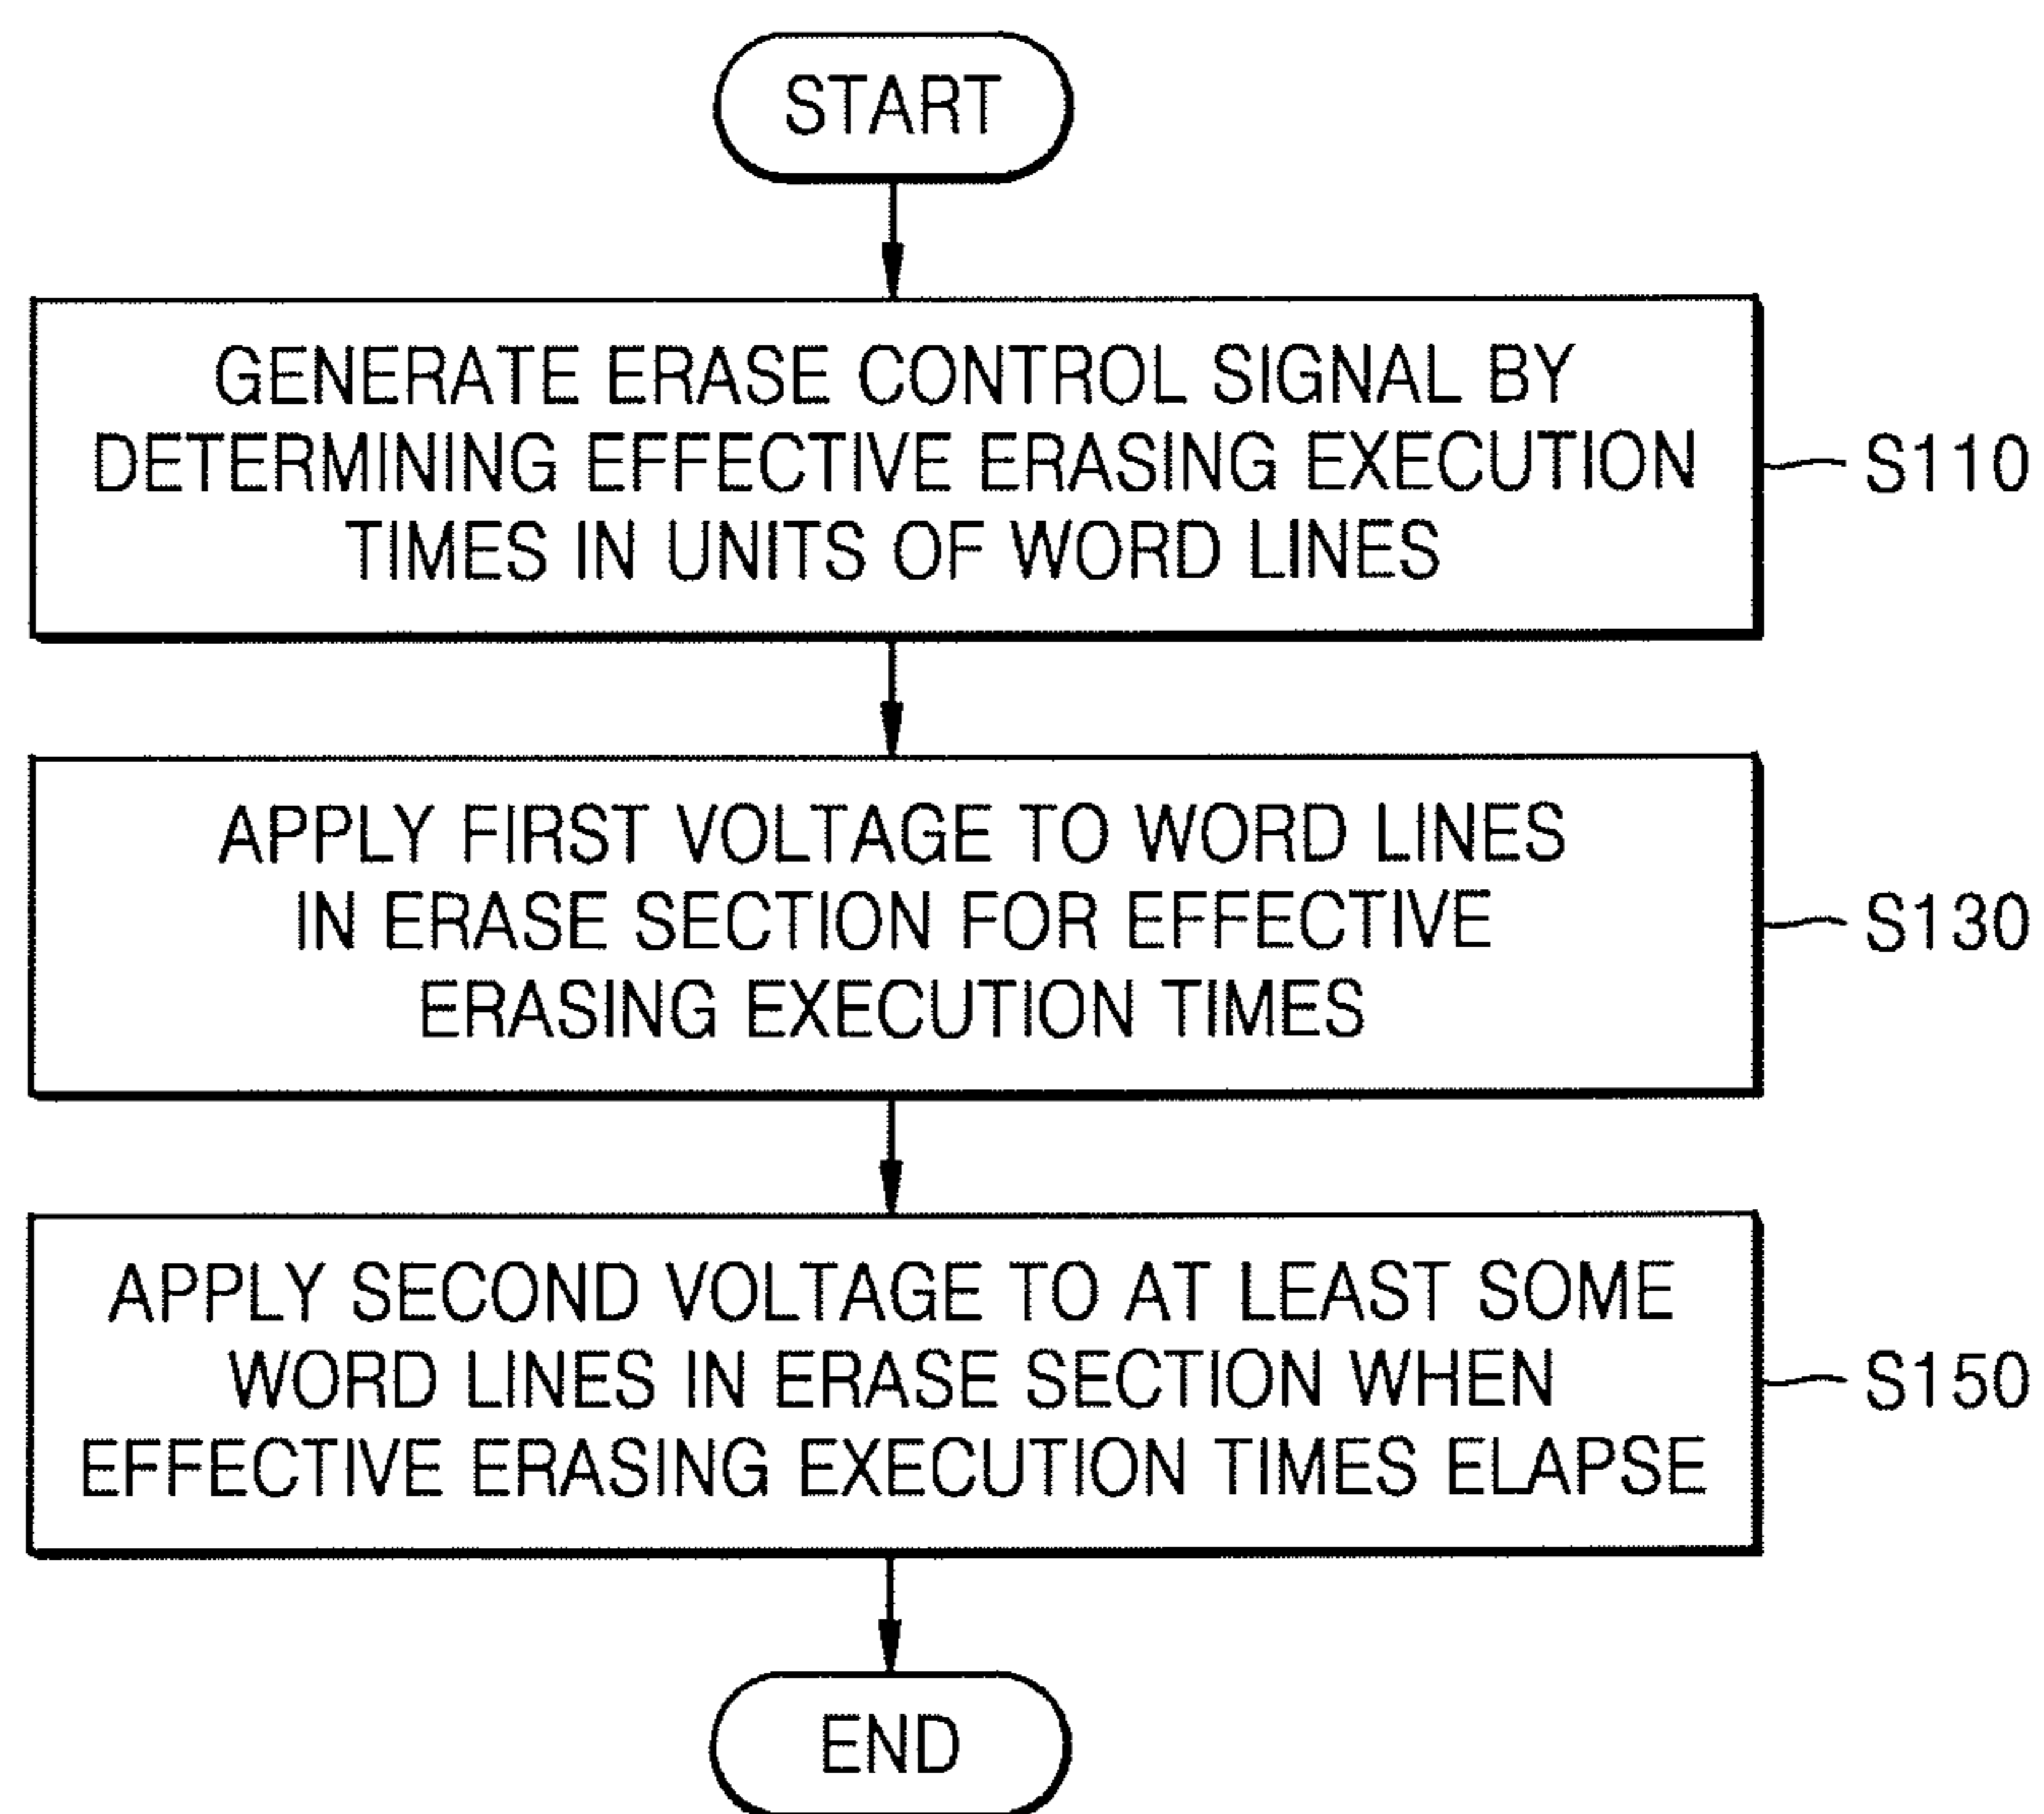 START
GENERATE ERASE CONTROL SIGNAL BY
DETERMINING EFFECTIVE ERASING EXECUTION
TIMES IN UNITS OF WORD LINES
S110
APPLY FIRST VOLTAGE TO WORD LINES
IN ERASE SECTION FOR EFFECTIVE
ERASING EXECUTION TIMES
S130
APPLY SECOND VOLTAGE TO AT LEAST SOME
WORD LINES IN ERASE SECTION WHEN
EFFECTIVE ERASING EXECUTION TIMES ELAPSE
S150
END